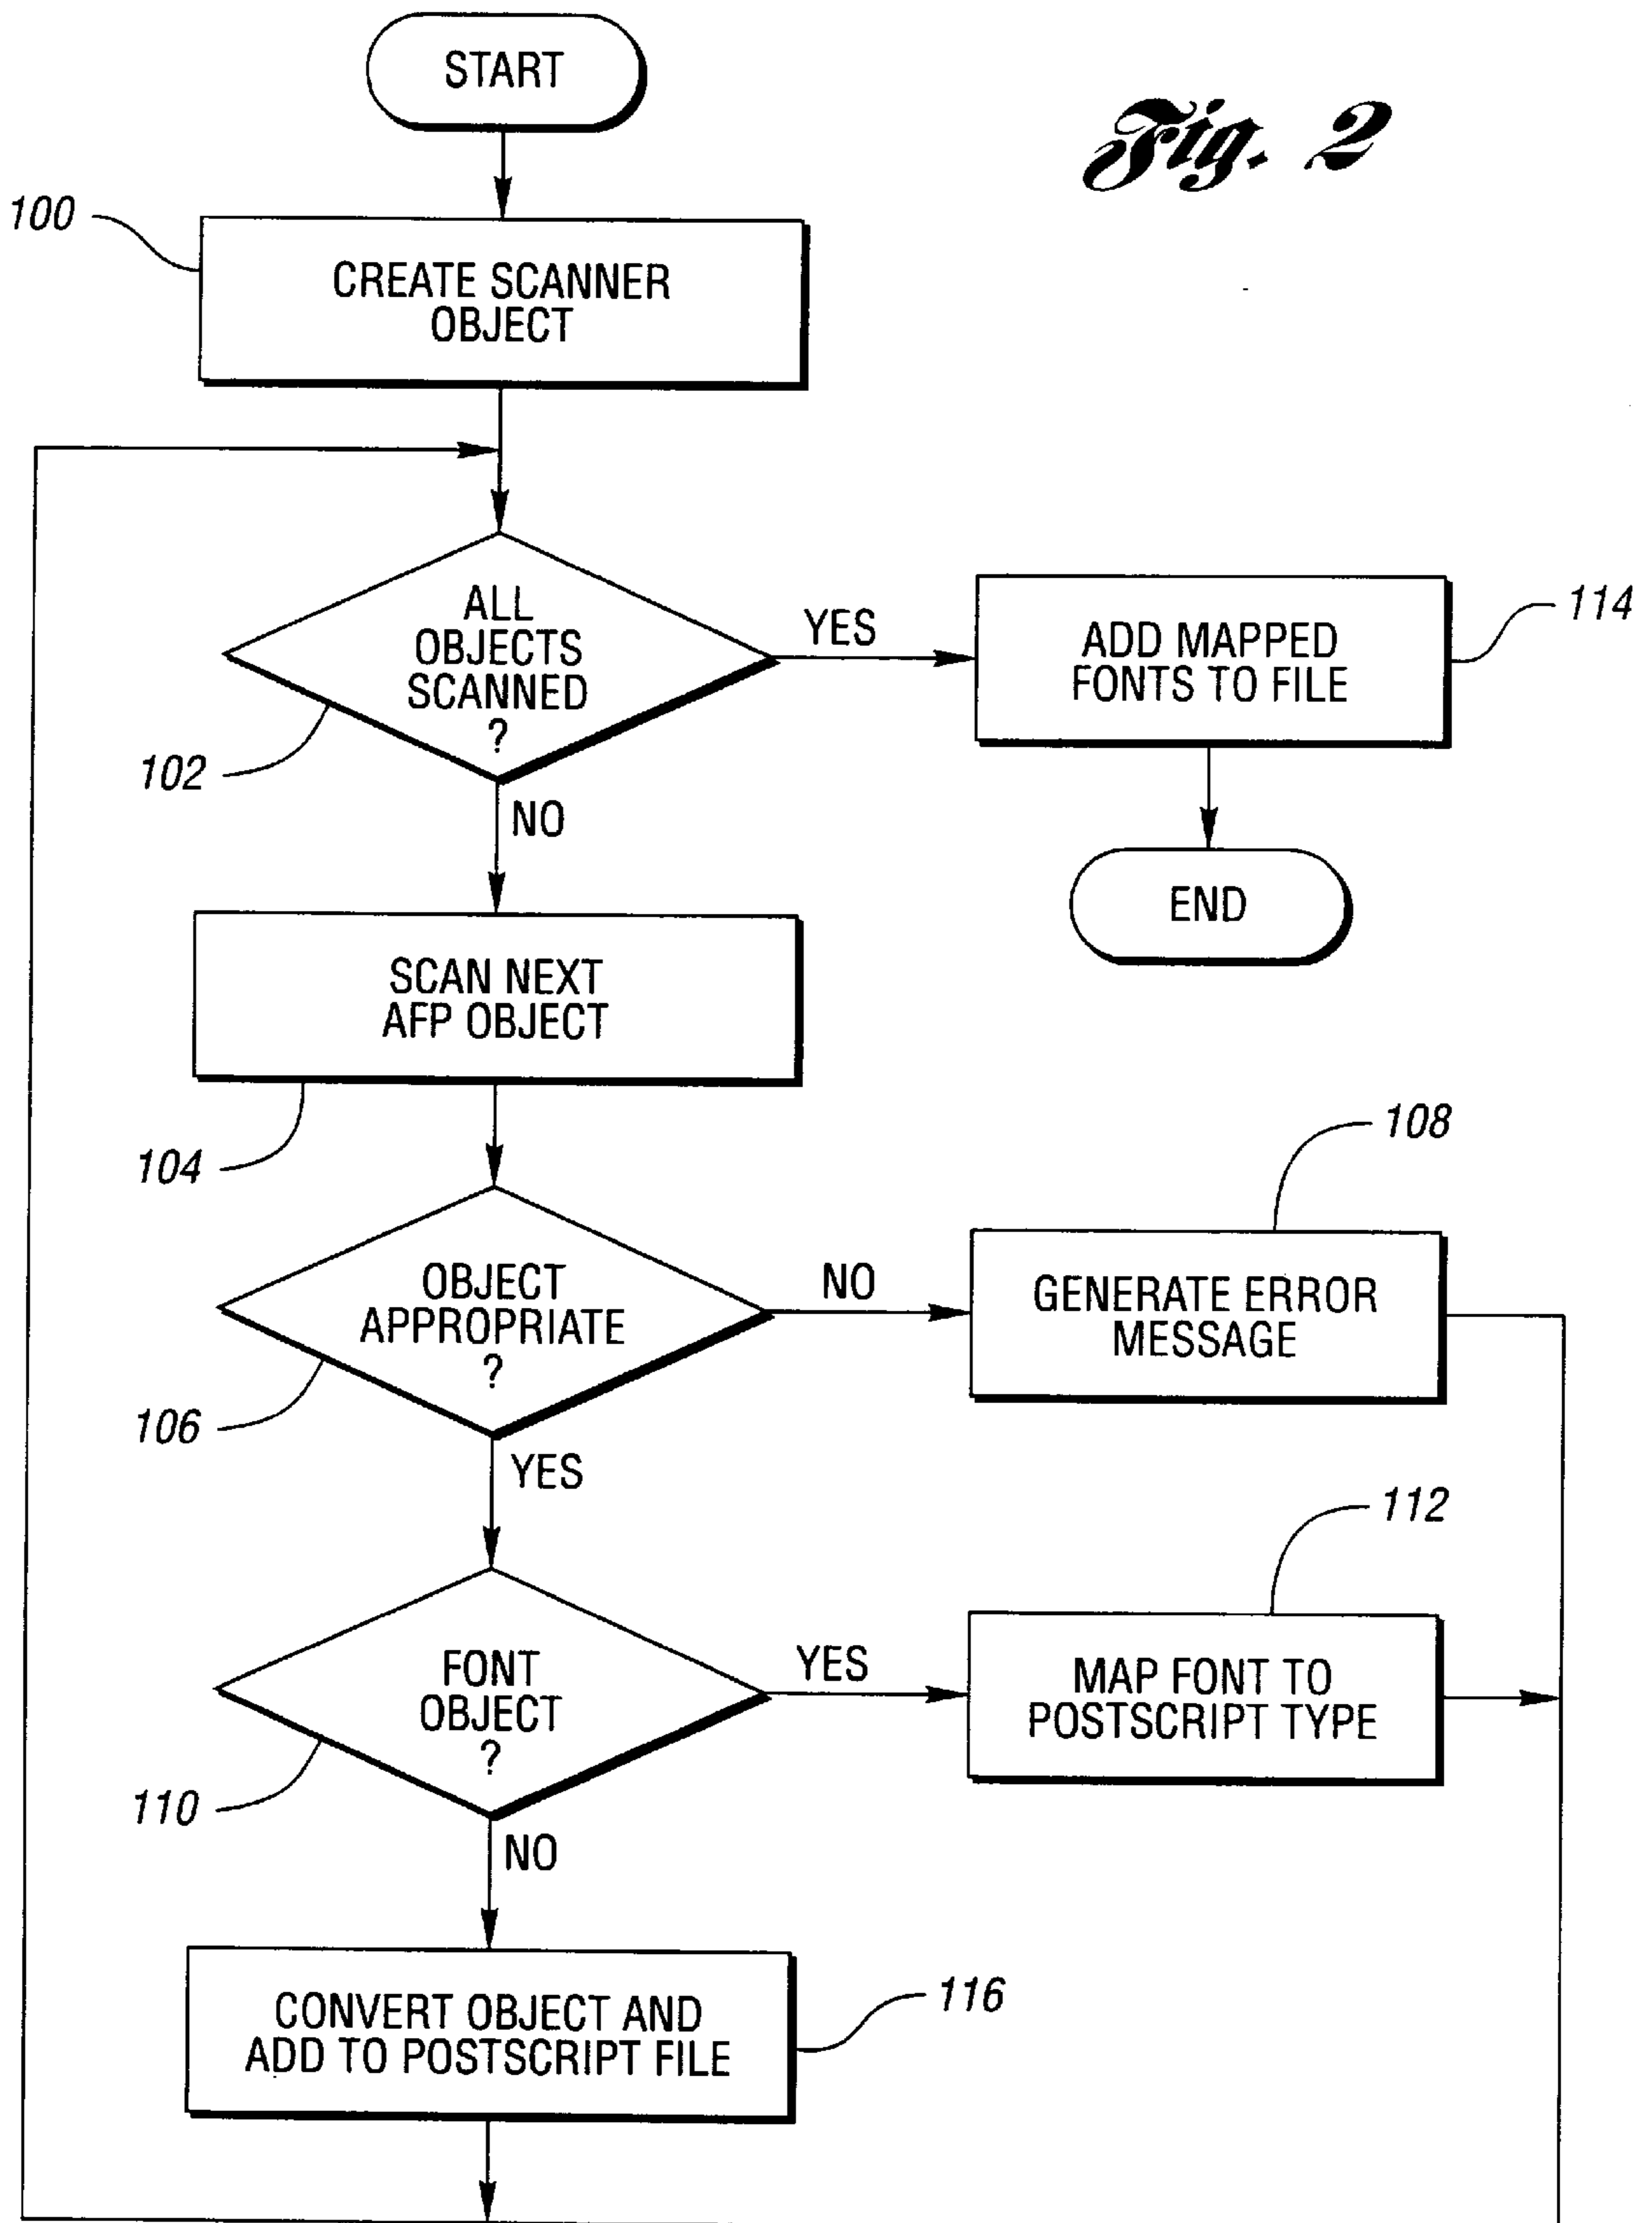 START
Fig. 2
100
CREATE SCANNER
OBJECT
ALL
OBJECTS
SCANNED
?
YES
ADD MAPPED
FONTS TO FILE
114
102
NO
END
SCAN NEXT
AFP OBJECT
104
108
OBJECT
APPROPRIATE
?
NO
GENERATE ERROR
MESSAGE
106
YES
112
FONT
OBJECT
?
YES
MAP FONT TO
POSTSCRIPT TYPE
110
NO
CONVERT OBJECT AND
ADD TO POSTSCRIPT FILE
116